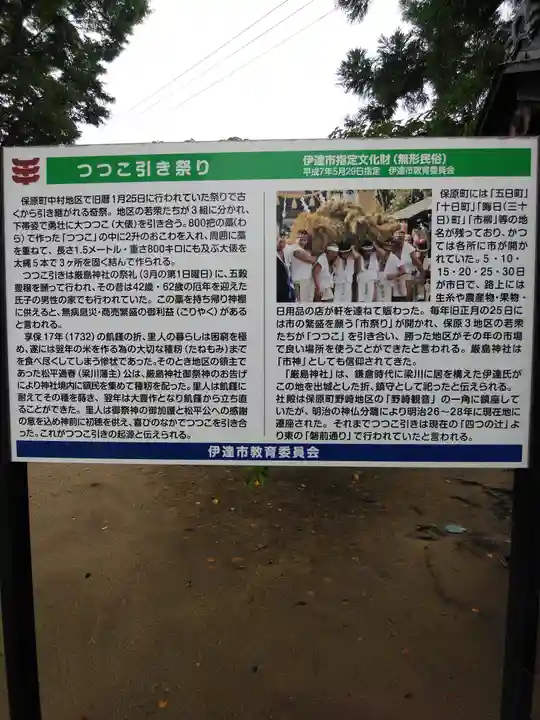 つつこ引き祭り
伊達市指定文化財（無形民俗）
平成7年5月29日指定　伊達市教育委員会
保原町中村地区で旧暦1月25日に行われていた祭りで古
くから引き継がれる奇祭。地区の若衆たちが3組に分かれ、
下帯姿で勇壮に大つつこ（大俵）を引き合う。800把の藁（わ
ら）で作った「つつこ」の中に2升のおこわを入れ、周囲に藁
を重ねて、長さ1.5メートル・重さ800キロにも及ぶ大俵を
太縄5本で3ヶ所を固く結んで作られる。
つつこ引きは厳島神社の祭礼（3月の第1日曜日）に、五穀
豊穣を願って行われ、その昔は42歳・62歳の厄年を迎えた
氏子の男性の家でも行われていた。この藁を持ち帰り神棚
に供えると、無病息災・商売繁盛の御利益（ごりやく）がある
と言われる。
享保17年（1732）の飢饉の折、里人の暮らしは困窮を極
め、遂には翌年の米を作る為の大切な種籾（たねもみ）まで
を食べ尽くしてしまう惨状であった。そのとき地区の領主で
あった松平通春（梁川藩主）公は、厳島神社御祭神のお告げ
により神社境内に領民を集めて種籾を配った。里人は飢饉に
耐えてその種を蒔き、翌年は大豊作となり飢饉から立ち直
ることができた。里人は御祭神の御加護と松平公への感謝
の意を込め神前に初穂を供え、喜びのなかでつつこを引き合
った。これがつつこ引きの起源と伝えられる。
保原町には「五日町」
「十日町」「晦日（三十
日）町」「市柳」等の地
名が残っており、かつ
ては各所に市が開か
れていた。5・10・
15・20・25・30日
が市日で、路上には
生糸や農産物・果物・
日用品の店が軒を連ねて賑わった。毎年旧正月の25日に
は市の繁盛を願う「市祭り」が開かれ、保原3地区の若衆
たちが「つつこ」を引き合い、勝った地区がその年の市場
で良い場所を使うことができたと言われる。厳島神社は
「市神」としても信仰されてきた。
「厳島神社」は、鎌倉時代に梁川に居を構えた伊達氏が
この地を出城とした折、鎮守として祀ったと伝えられる。
社殿は保原町野崎地区の「野崎観音」の一角に鎮座して
いたが、明治の神仏分離により明治26～28年に現在地に
遷座された。それまでつつこ引きは現在の「四つの辻」よ
り東の「磐前通り」で行われていたと言われる。
伊達市教育委員会